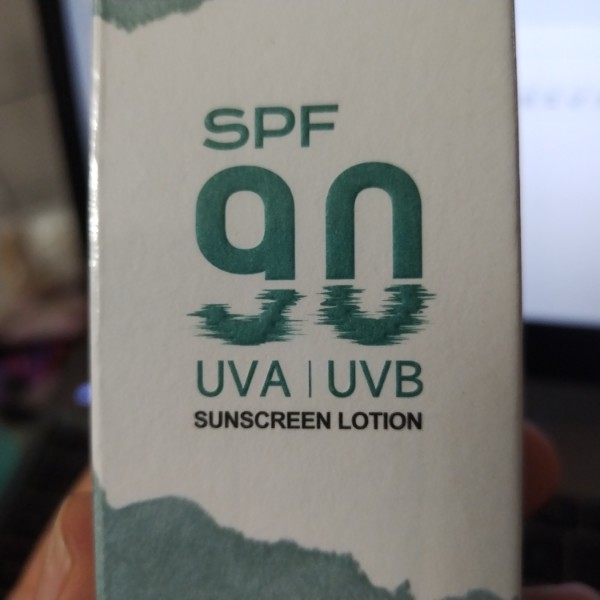 SPF
90
UVA | UVB
SUNSCREEN LOTION